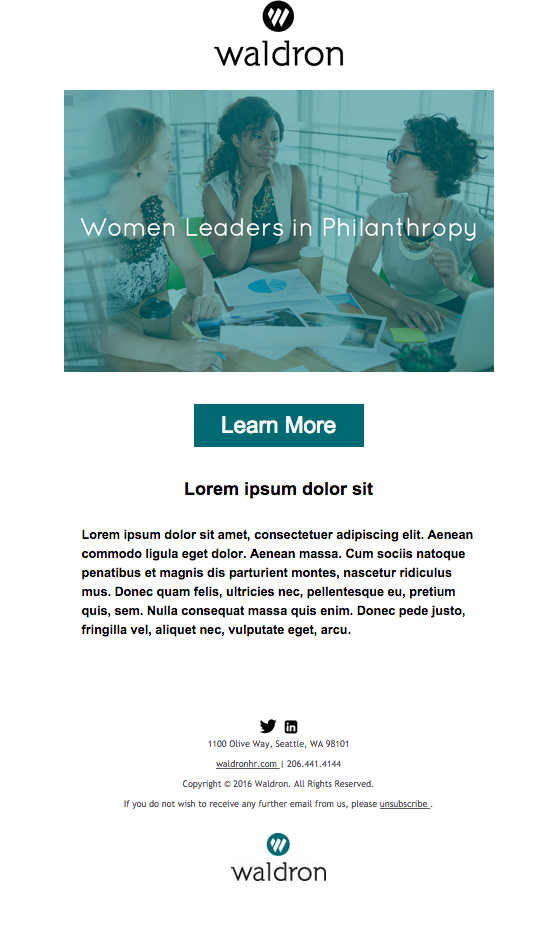 waldron
Women Leaders in Philanthropy
Learn More
Lorem ipsum dolor sit
Lorem ipsum dolor sit amet, consectetuer adipiscing elit. Aenean
commodo ligula eget dolor. Aenean massa. Cum sociis natoque
penatibus et magnis dis parturient montes, nascetur ridiculus
mus. Donec quam felis, ultricies nec, pellentesque eu, pretium
quis, sem. Nulla consequat massa quis enim. Donec pede justo,
fringilla vel, aliquet nec, vulputate eget, arcu.
in
1100 Olive Way, Seattle, WA 98101
waldronhr.com | 206.441.4144
Copyright © 2016 Waldron. All Rights Reserved.
If you do not wish to receive any further email from us, please unsubscribe .
waldron